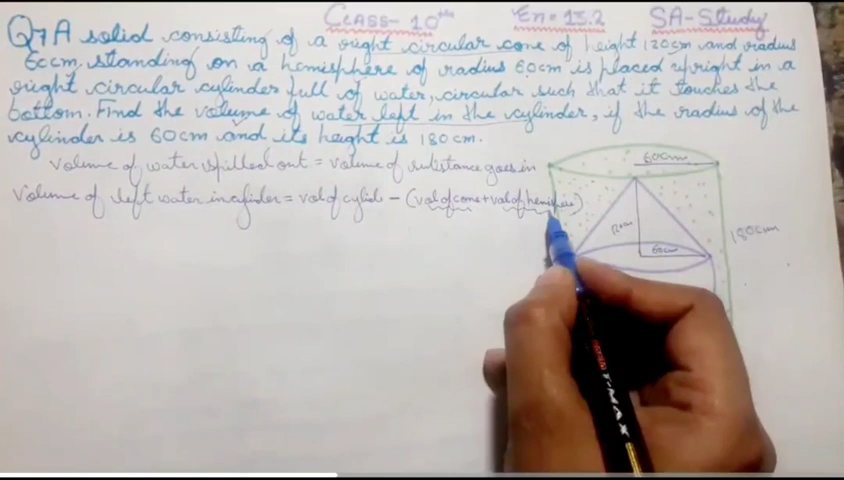 CLASS-10th Ex=13.2 SA-Study
Q7 A solid consisting of a right circular cone of height 120cm and radius
60cm. standing on a hemisphere of radius 60cm is placed upright in a
right circular cylinder full of water, circular such that it touches the
bottom. Find the volume of water left in the cylinder, if the radius of the
cylinder is 60cm and its height is 180cm.
Volume of water spilled out = volume of substance goes in
Volume of left water in = vol of - (vol of cone + vol of
60cm
120cm
60cm
180cm
T-MAX